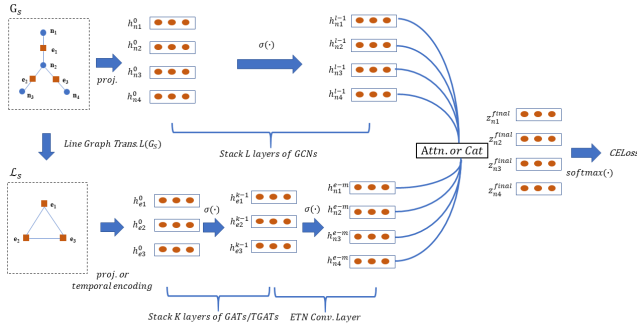 G_S
n_1
e_1
n_2
e_2 e_3
n_3 n_4
proj.
h^0_{n1}
h^0_{n2}
h^0_{n3}
h^0_{n4}
σ(·)
h^{l-1}_{n1}
h^{l-1}_{n2}
h^{l-1}_{n3}
h^{l-1}_{n4}
Stack L layers of GCNs
Line Graph Trans.L(G_S)
Attn. or Cat
z^{final}_{n1}
z^{final}_{n2}
z^{final}_{n3}
z^{final}_{n4}
softmax(·)
CELoss
ℒ_S
e_1
e_2 e_3
proj. or
temporal encoding
h^0_{e1}
h^0_{e2}
h^0_{e3}
σ(·)
h^{k-1}_{e1}
h^{k-1}_{e2}
h^{k-1}_{e3}
σ(·)
h^{e-m}_{n1}
h^{e-m}_{n2}
h^{e-m}_{n3}
h^{e-m}_{n4}
Stack K layers of GATs/TGATs
ETN Conv. Layer